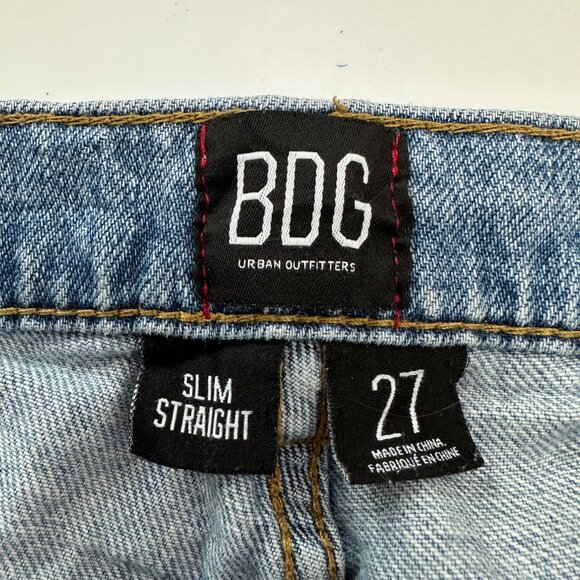 BDG
URBAN OUTFITTERS
SLIM
STRAIGHT
27
MADE IN CHINA
FABRIQUÉ EN CHINE